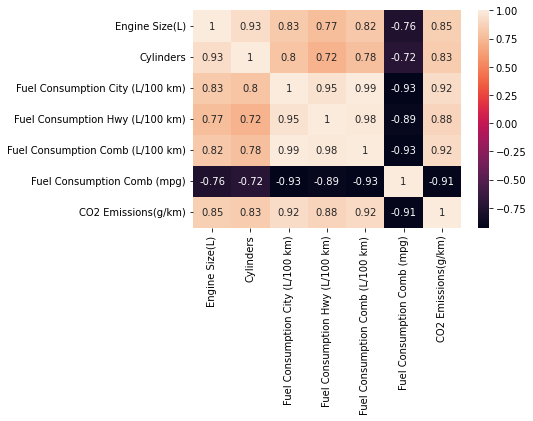 Engine Size(L) 1 0.93 0.83 0.77 0.82 -0.76 0.85
Cylinders 0.93 1 0.8 0.72 0.78 -0.72 0.83
Fuel Consumption City (L/100 km) 0.83 0.8 1 0.95 0.99 -0.93 0.92
Fuel Consumption Hwy (L/100 km) 0.77 0.72 0.95 1 0.98 -0.89 0.88
Fuel Consumption Comb (L/100 km) 0.82 0.78 0.99 0.98 1 -0.93 0.92
Fuel Consumption Comb (mpg) -0.76 -0.72 -0.93 -0.89 -0.93 1 -0.91
CO2 Emissions(g/km) 0.85 0.83 0.92 0.88 0.92 -0.91 1
Engine Size(L)
Cylinders
Fuel Consumption City (L/100 km)
Fuel Consumption Hwy (L/100 km)
Fuel Consumption Comb (L/100 km)
Fuel Consumption Comb (mpg)
CO2 Emissions(g/km)
1.00
0.75
0.50
0.25
0.00
-0.25
-0.50
-0.75